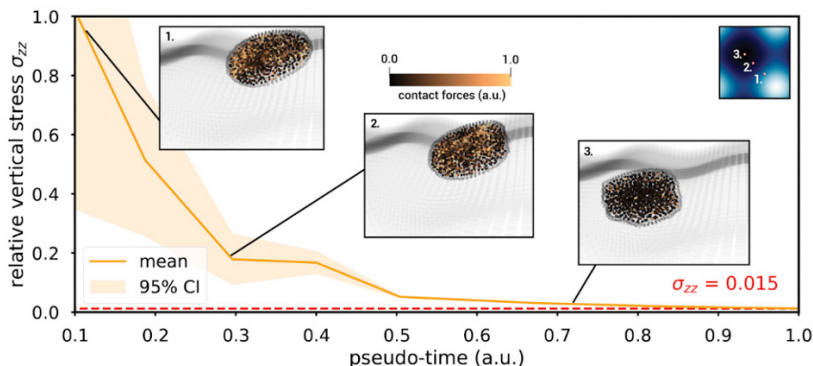 relative vertical stress σzz
1.0
0.8
0.6
0.4
0.2
0.0
1.
0.0 1.0
contact forces (a.u.)
2.
3.
3.
2.
1.
mean
95% CI
σzz = 0.015
0.1 0.2 0.3 0.4 0.5 0.6 0.7 0.8 0.9 1.0
pseudo-time (a.u.)